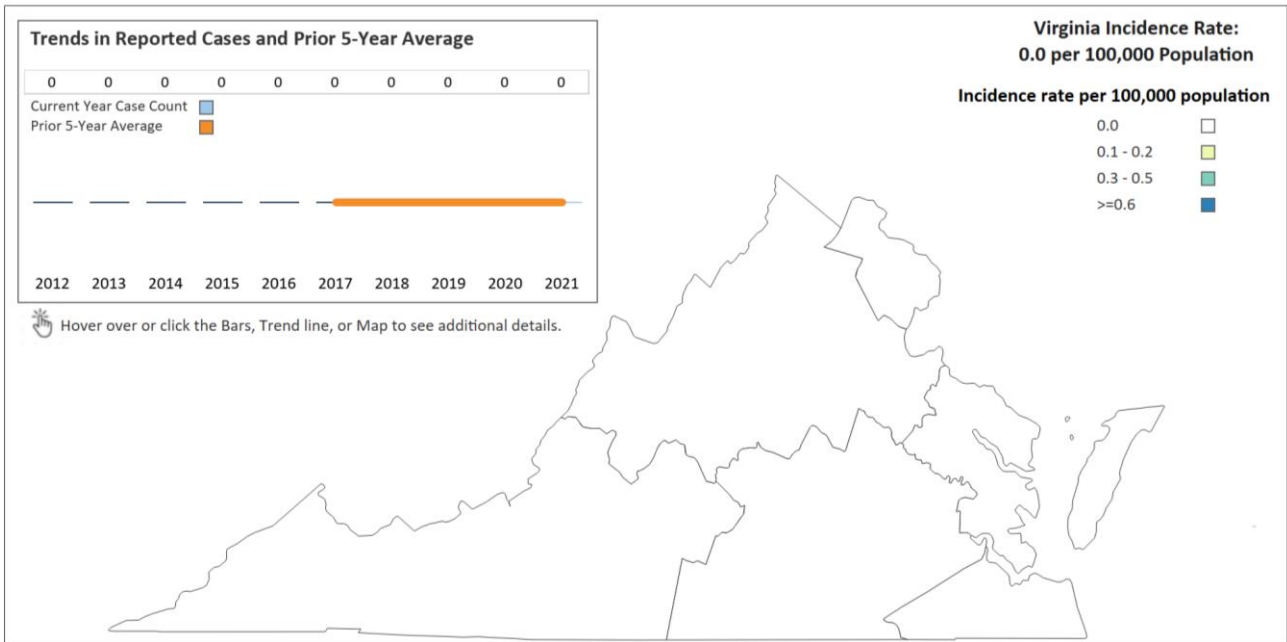 Trends in Reported Cases and Prior 5-Year Average
0 0 0 0 0 0 0 0 0 0
Current Year Case Count
Prior 5-Year Average
2012 2013 2014 2015 2016 2017 2018 2019 2020 2021
Hover over or click the Bars, Trend line, or Map to see additional details.
Virginia Incidence Rate:
0.0 per 100,000 Population
Incidence rate per 100,000 population
0.0
0.1 - 0.2
0.3 - 0.5
>=0.6